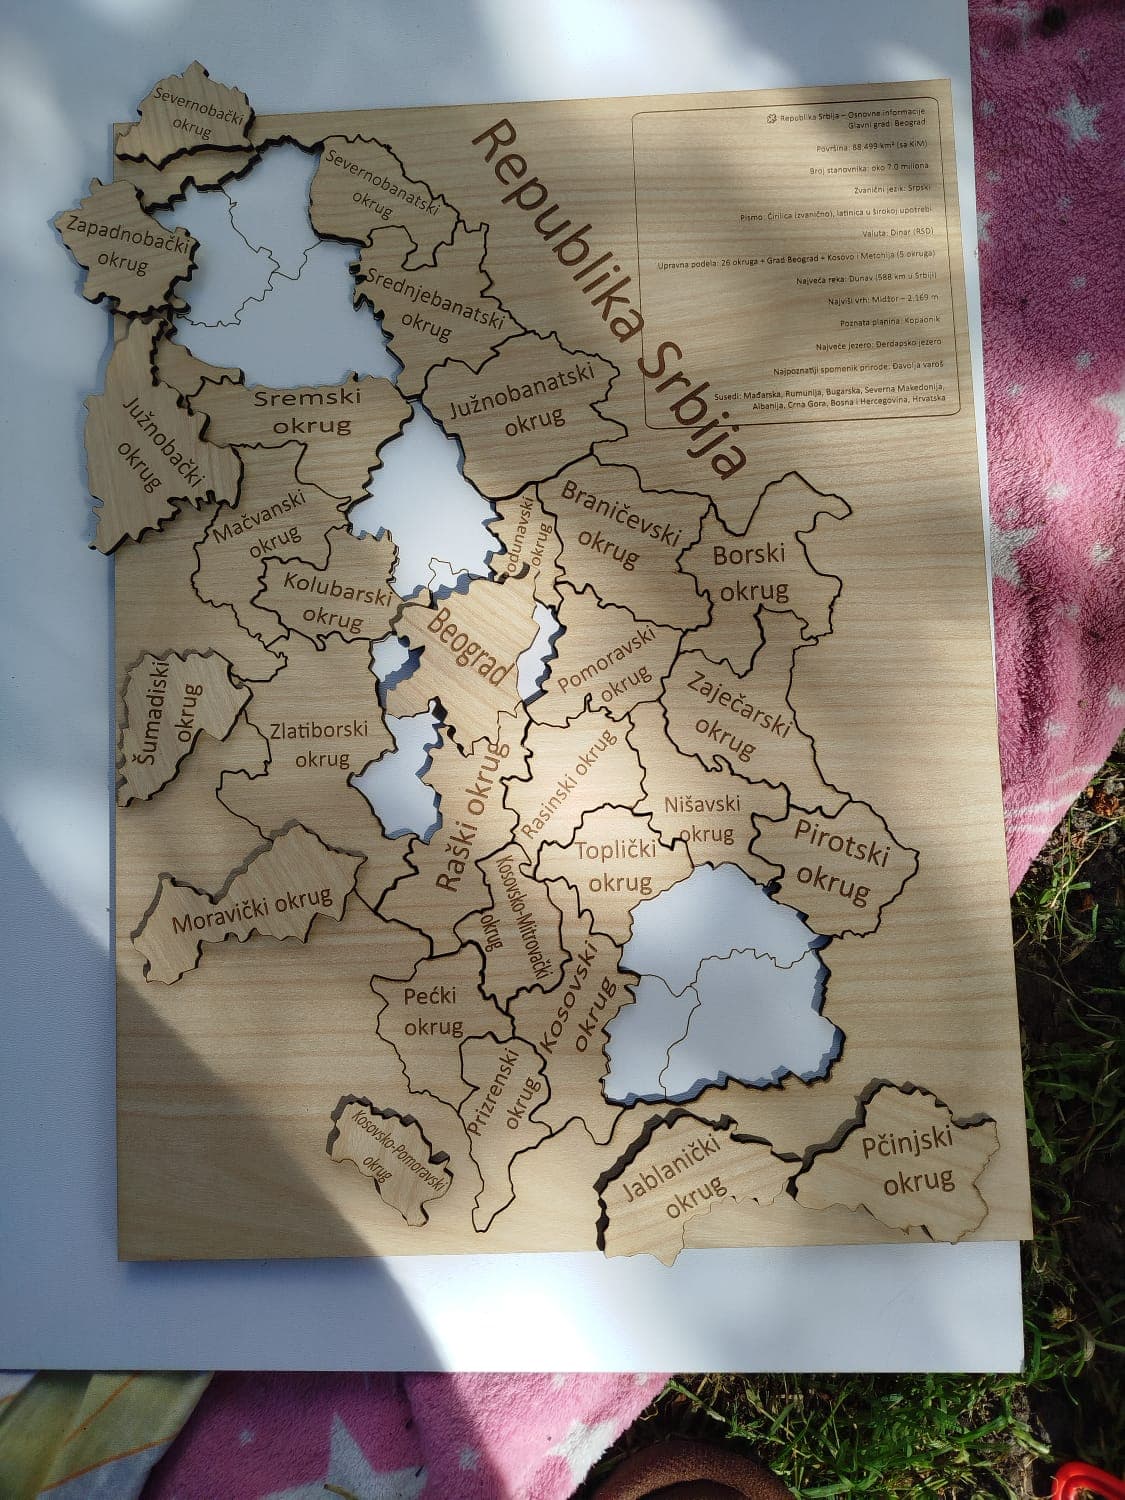 Republika Srbija
Republika Srbija – Osnovne informacije
Glavni grad: Beograd
Površina: 88.499 km² (sa KiM)
Broj stanovnika: oko 7.0 miliona
Zvanični jezik: Srpski
Pismo: Ćirilica (zvanično), latinica u širokoj upotrebi
Valuta: Dinar (RSD)
Upravna podela: 26 okruga + Grad Beograd + Kosovo i Metohija (5 okruga)
Najveća reka: Dunav (588 km u Srbiji)
Najviši vrh: Midžor – 2.169 m
Poznata planina: Kopaonik
Najveće jezero: Đerdapsko jezero
Najpoznatiji spomenik prirode: Đavolja varoš
Susedi: Mađarska, Rumunija, Bugarska, Severna Makedonija,
Albanija, Crna Gora, Bosna i Hercegovina, Hrvatska
Severnobački
okrug
Severnobanatski
okrug
Zapadnobački
okrug
Srednjebanatski
okrug
Južnobački
okrug
Sremski
okrug
Južnobanatski
okrug
Mačvanski
okrug
odunavski
okrug
Braničevski
okrug
Borski
okrug
Kolubarski
okrug
Beograd
Pomoravski
okrug
Šumadiski
okrug
Zlatiborski
okrug
Zaječarski
okrug
Raški okrug
Rasinski okrug
Nišavski
okrug
Toplički
okrug
Pirotski
okrug
Moravički okrug
Kosovsko-Mitrovački
okrug
Pećki
okrug
Kosovski
okrug
Prizrenski
okrug
Kosovsko-Pomoravski
okrug
Jablanički
okrug
Pčinjski
okrug